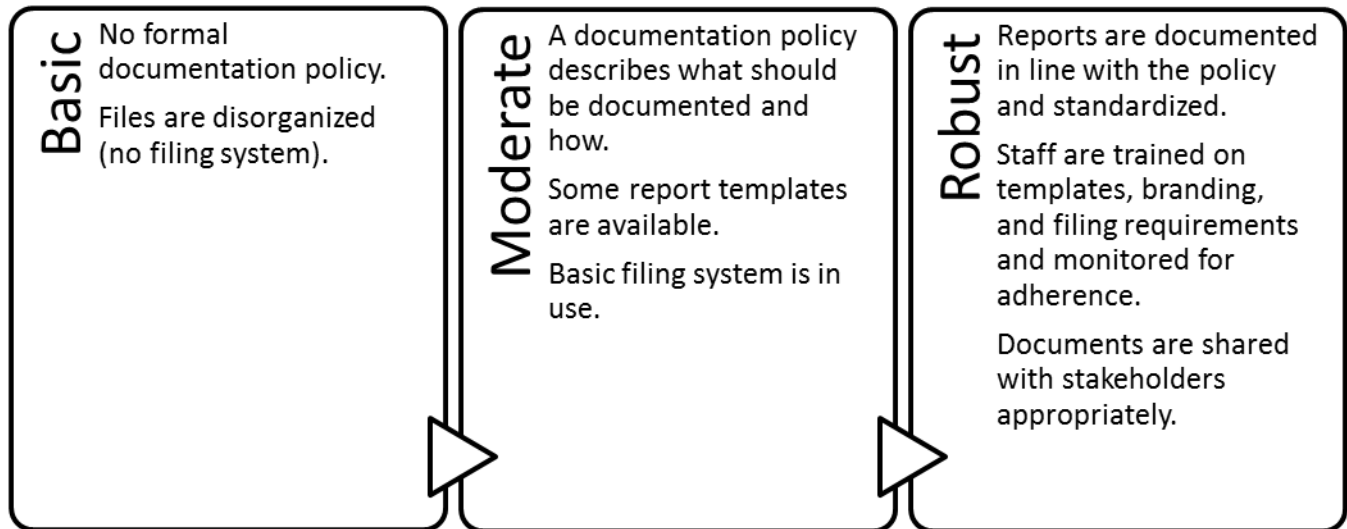 Basic
No formal
documentation policy.
Files are disorganized
(no filing system).
Moderate
A documentation policy
describes what should
be documented and
how.
Some report templates
are available.
Basic filing system is in
use.
Robust
Reports are documented
in line with the policy
and standardized.
Staff are trained on
templates, branding,
and filing requirements
and monitored for
adherence.
Documents are shared
with stakeholders
appropriately.